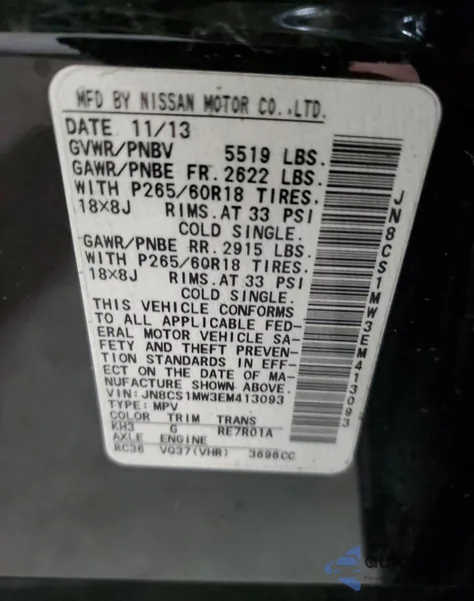 MFD BY NISSAN MOTOR CO.,LTD.
DATE 11/13
GVWR/PNBV 5519 LBS.
GAWR/PNBE FR. 2622 LBS.
WITH P265/60R18 TIRES.
18X8J RIMS.AT 33 PSI
COLD SINGLE.
GAWR/PNBE RR. 2915 LBS.
WITH P265/60R18 TIRES.
18X8J RIMS.AT 33 PSI
COLD SINGLE.
THIS VEHICLE CONFORMS
TO ALL APPLICABLE FED-
ERAL MOTOR VEHICLE SA-
FETY AND THEFT PREVEN-
TION STANDARDS IN EFF-
ECT ON THE DATE OF MA-
NUFACTURE SHOWN ABOVE.
VIN:JN8CS1MW3EM413093
TYPE: MPV
COLOR TRIM TRANS
KH3 G RE7R01A
AXLE ENGINE
RC36 VQ37(VHR) 3696CC
JN8CS1MW3EM413093